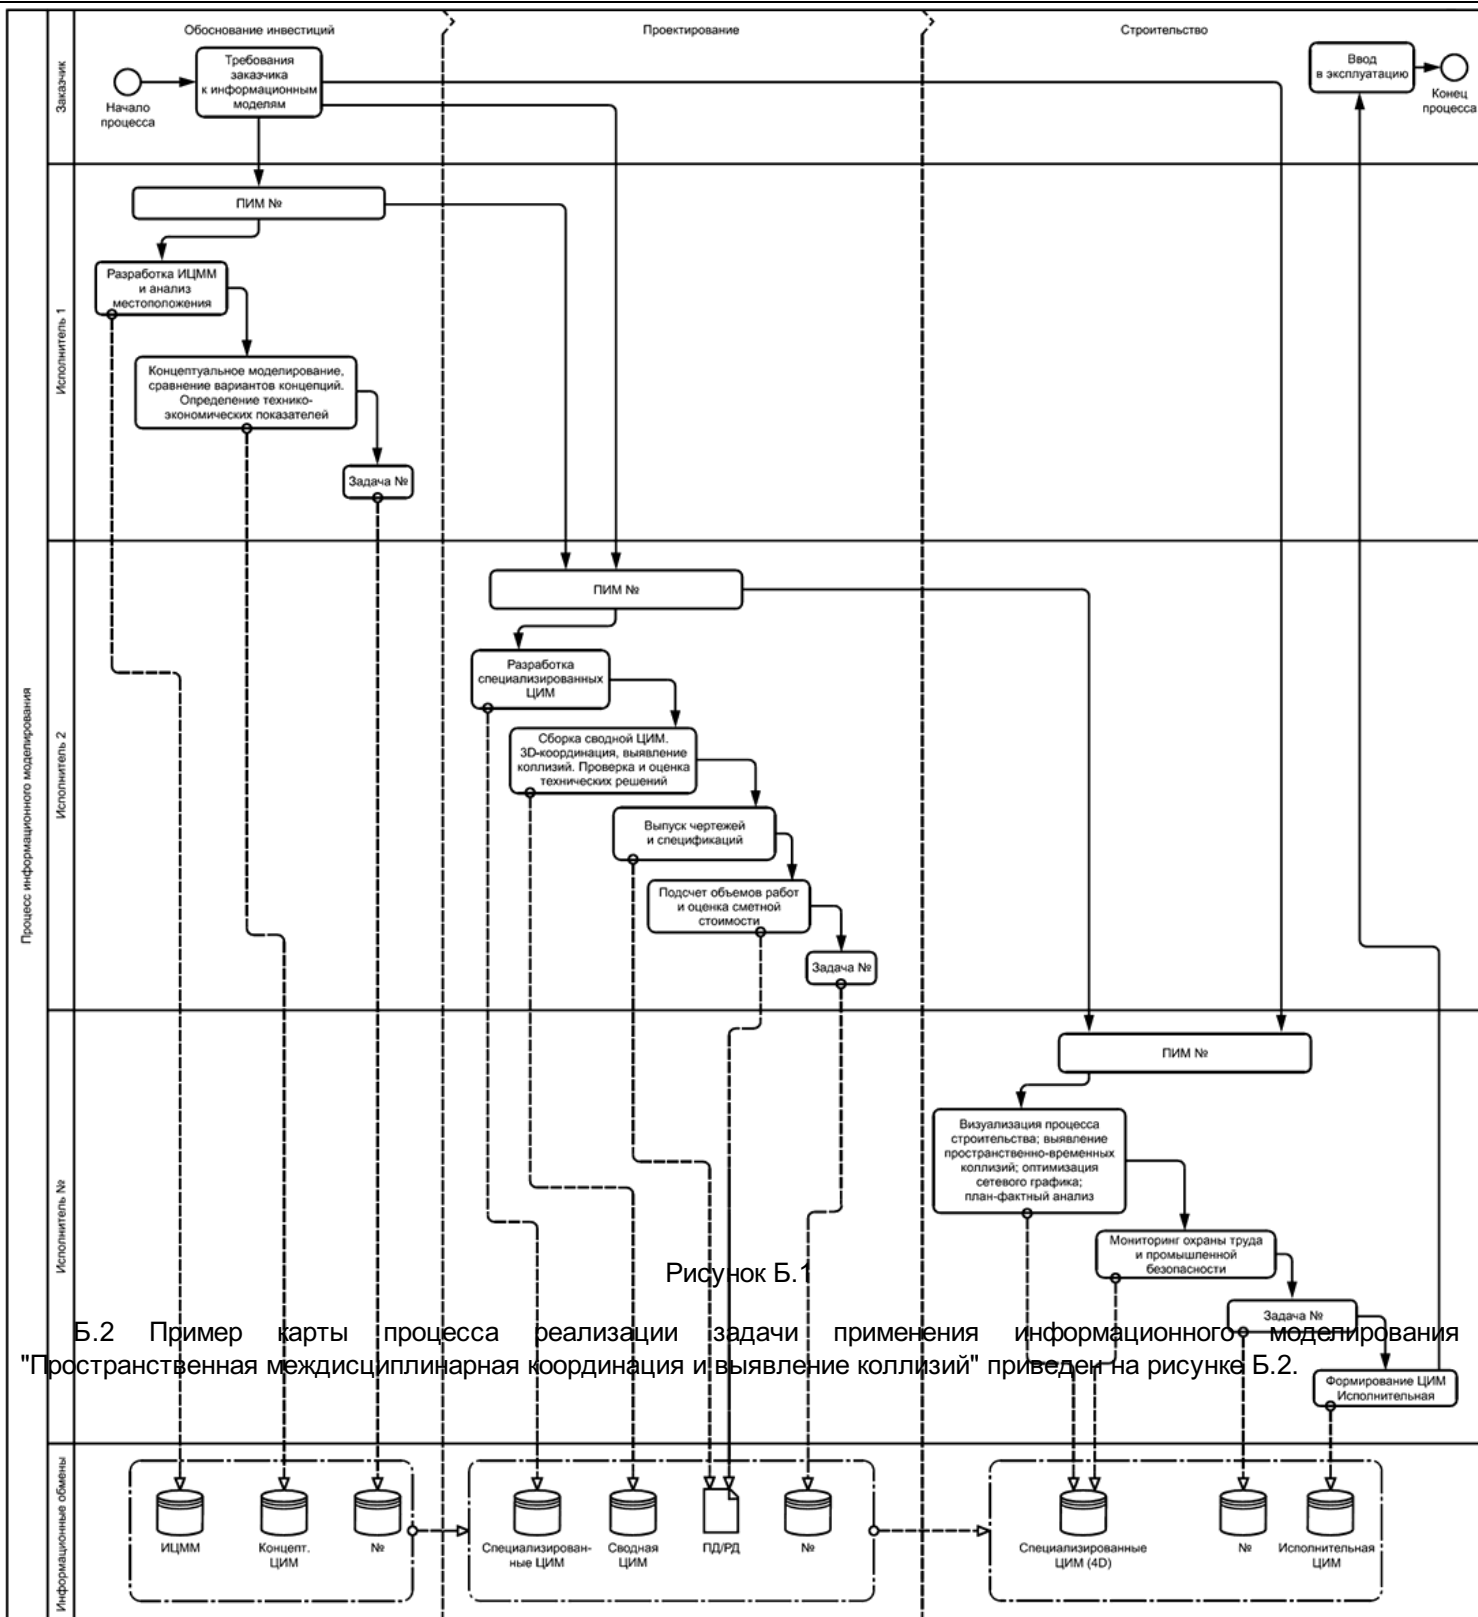 Обоснование инвестиций
Проектирование
Строительство
Процесс информационного моделирования
Заказчик
Начало
процесса
Требования
заказчика
к информационным
моделям
Ввод
в эксплуатацию
Конец
процесса
Исполнитель 1
ПИМ №
Разработка ИЦММ
и анализ
местоположения
Концептуальное моделирование,
сравнение вариантов концепций.
Определение технико-
экономических показателей
Задача №
Исполнитель 2
ПИМ №
Разработка
специализированных
ЦИМ
Сборка сводной ЦИМ.
3D-координация, выявление
коллизий. Проверка и оценка
технических решений
Выпуск чертежей
и спецификаций
Подсчет объемов работ
и оценка сметной
стоимости
Задача №
Исполнитель №
ПИМ №
Визуализация процесса
строительства; выявление
пространственно-временных
коллизий; оптимизация
сетевого графика;
план-фактный анализ
Мониторинг охраны труда
и промышленной
безопасности
Задача №
Формирование ЦИМ
Исполнительная
Рисунок Б.1
Б.2 Пример карты процесса реализации задачи применения информационного моделирования
"Пространственная междисциплинарная координация и выявление коллизий" приведен на рисунке Б.2.
Информационные обмены
ИЦММ
Концепт.
ЦИМ
№
Специализирован-
ные ЦИМ
Сводная
ЦИМ
ПД/РД
№
Специализированные
ЦИМ (4D)
№
Исполнительная
ЦИМ